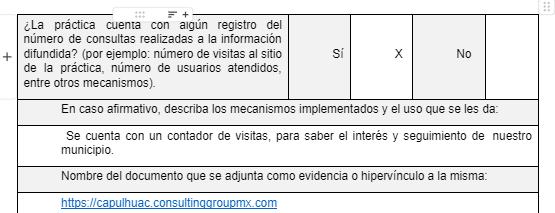 ¿La práctica cuenta con algún registro del
número de consultas realizadas a la información
difundida? (por ejemplo: número de visitas al sitio
de la práctica, número de usuarios atendidos,
entre otros mecanismos).
Sí
X
No
En caso afirmativo, describa los mecanismos implementados y el uso que se les da:
Se cuenta con un contador de visitas, para saber el interés y seguimiento de nuestro
municipio.
Nombre del documento que se adjunta como evidencia o hipervínculo a la misma:
https://capulhuac.consultinggroupmx.com